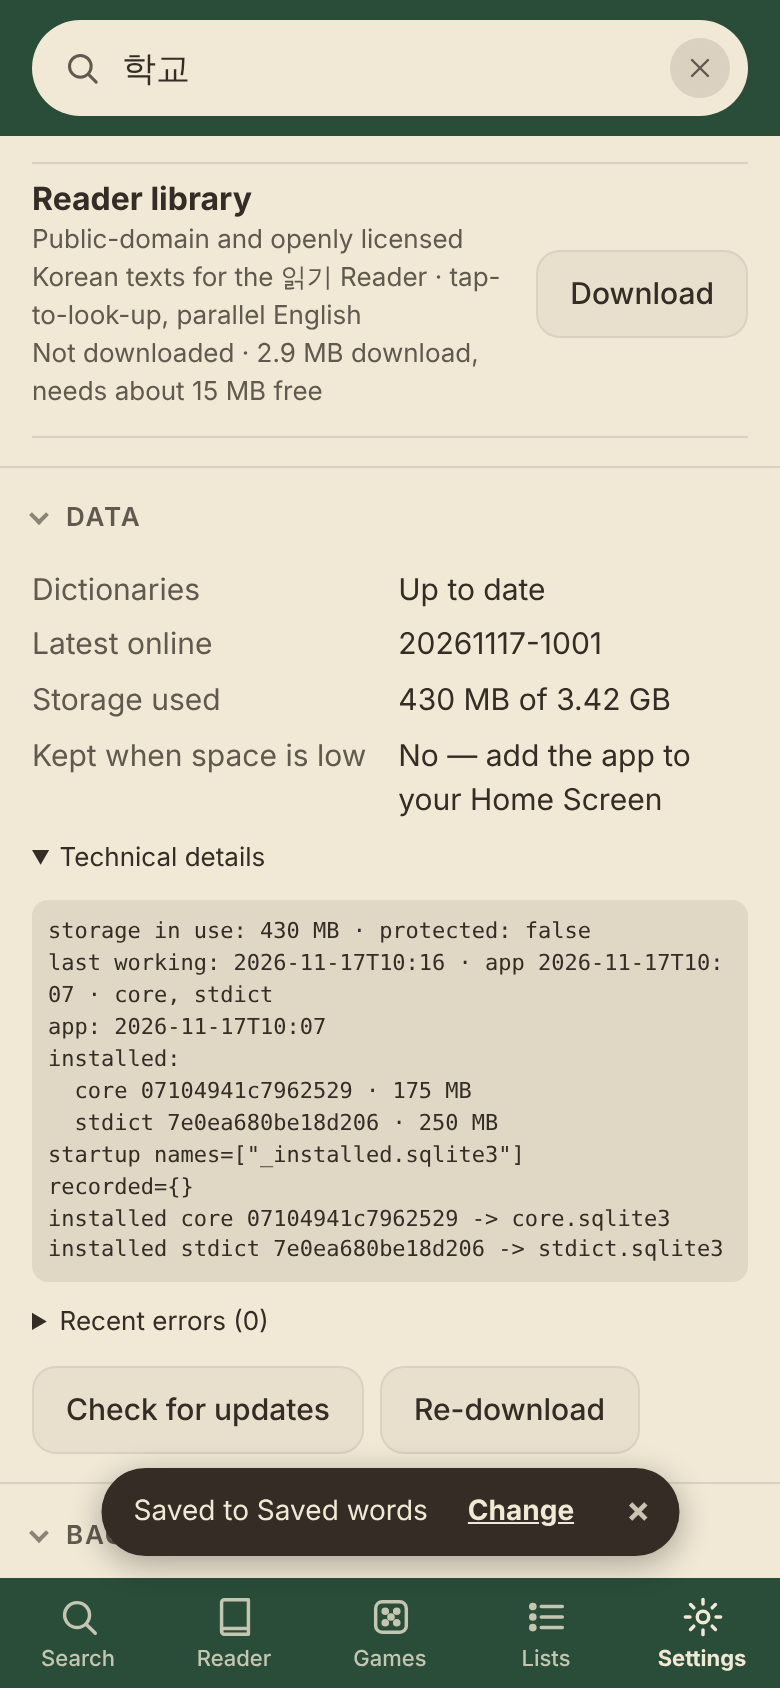 학교
Reader library
Public-domain and openly licensed
Korean texts for the 읽기 Reader · tap-
to-look-up, parallel English
Not downloaded · 2.9 MB download,
needs about 15 MB free
Download
DATA
Dictionaries Up to date
Latest online 20261117-1001
Storage used 430 MB of 3.42 GB
Kept when space is low No — add the app to
your Home Screen
▼ Technical details
storage in use: 430 MB · protected: false
last working: 2026-11-17T10:16 · app 2026-11-17T10:
07 · core, stdict
app: 2026-11-17T10:07
installed:
  core 07104941c7962529 · 175 MB
  stdict 7e0ea680be18d206 · 250 MB
startup names=["_installed.sqlite3"]
recorded={}
installed core 07104941c7962529 -> core.sqlite3
installed stdict 7e0ea680be18d206 -> stdict.sqlite3
▶ Recent errors (0)
Check for updates Re-download
Saved to Saved words Change ×
Search Reader Games Lists Settings